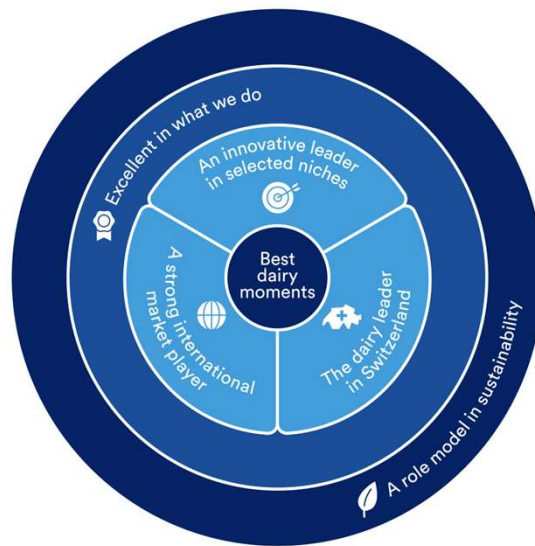 Excellent in what we do
An innovative leader
in selected niches
Best
dairy
moments
A strong international
market player
The dairy leader
in Switzerland
A role model in sustainability